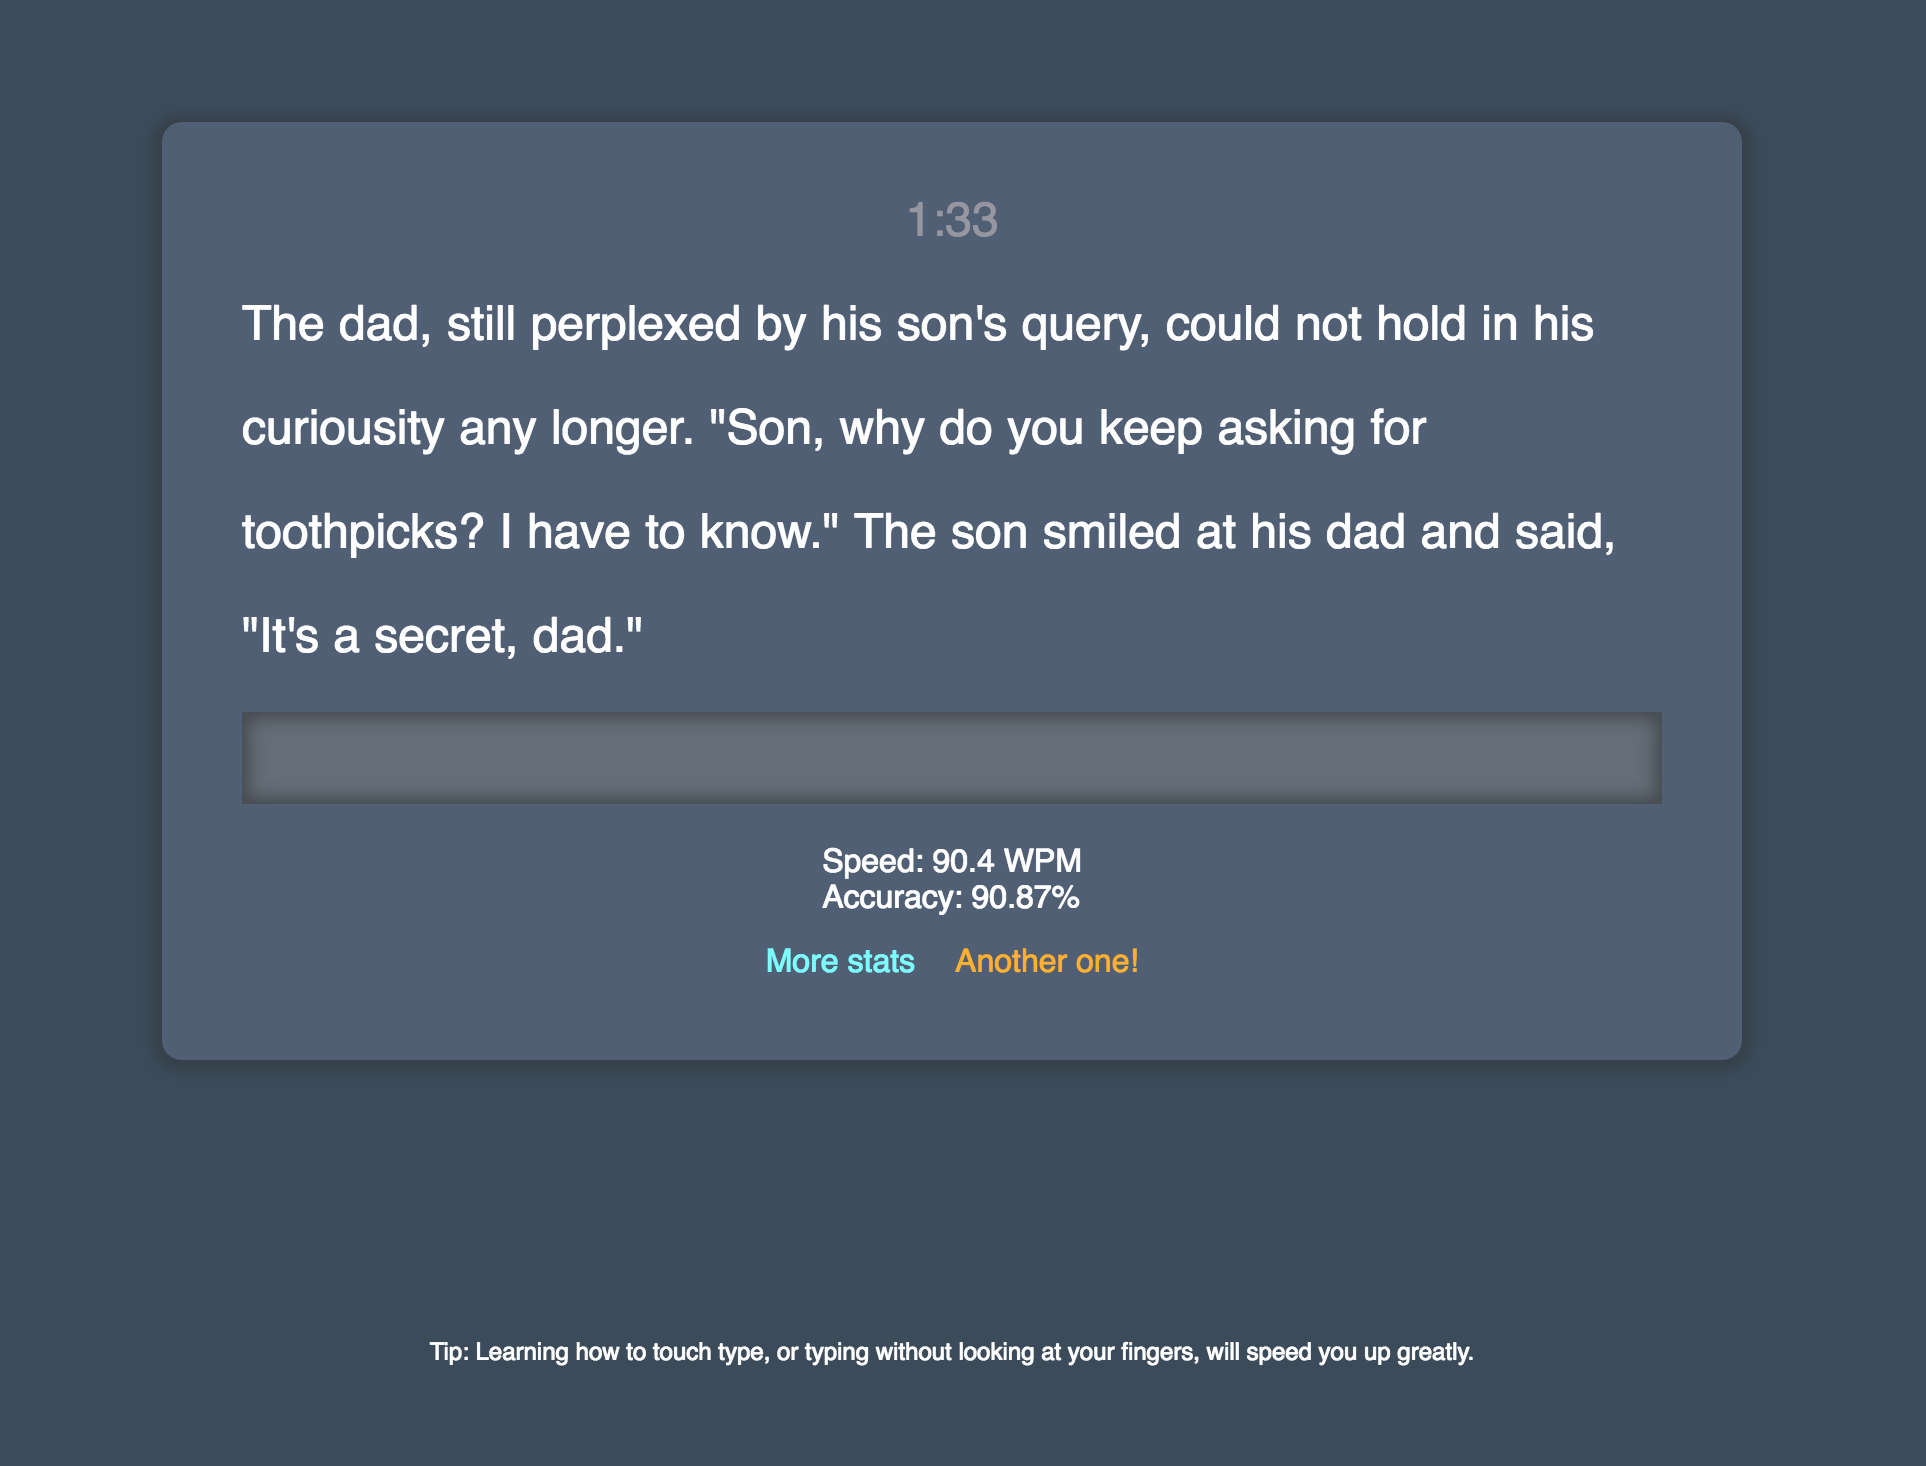 1:33
The dad, still perplexed by his son's query, could not hold in his
curiousity any longer. "Son, why do you keep asking for
toothpicks? I have to know." The son smiled at his dad and said,
"It's a secret, dad."
Speed: 90.4 WPM
Accuracy: 90.87%
More stats Another one!
Tip: Learning how to touch type, or typing without looking at your fingers, will speed you up greatly.